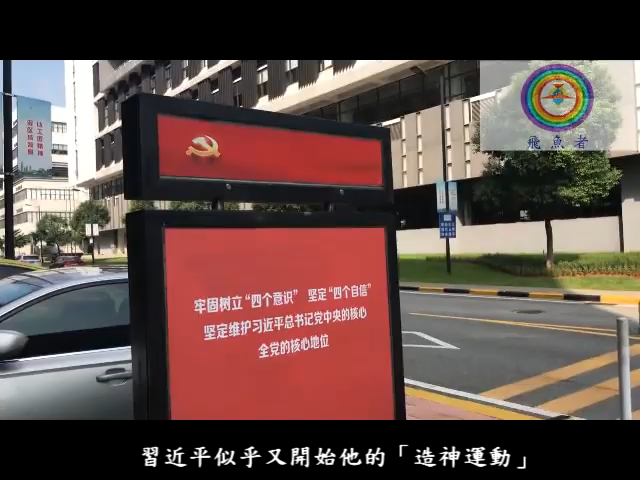 飛魚者
牢固树立“四个意识” 坚定“四个自信”
坚定维护习近平总书记党中央的核心
全党的核心地位
習近平似乎又開始他的「造神運動」